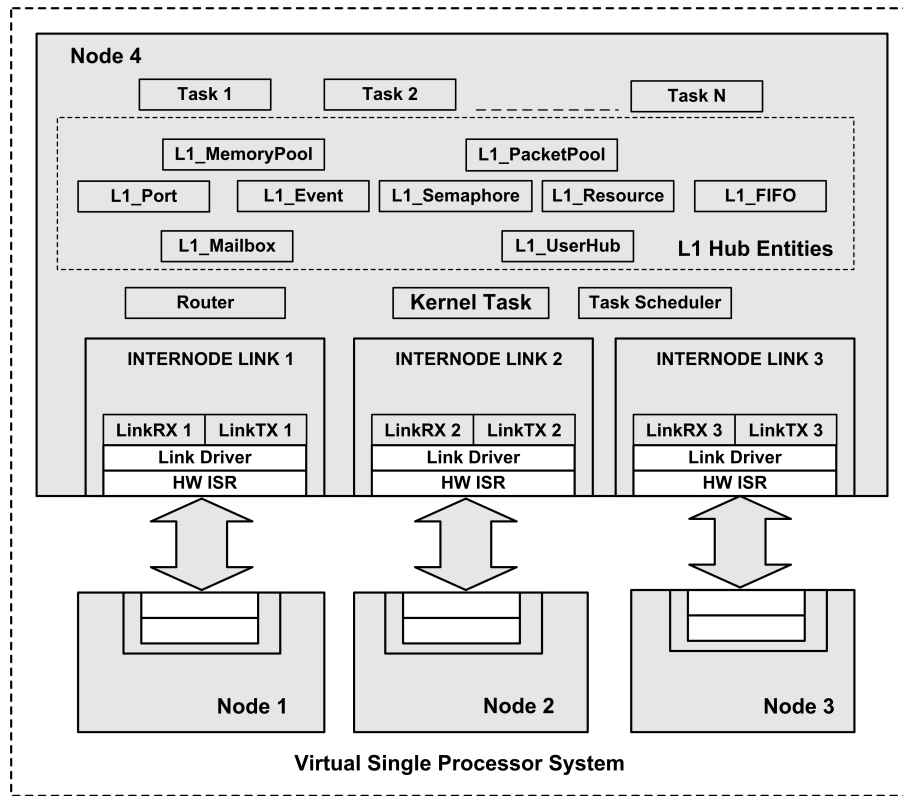 Node 4
Task 1
Task 2
Task N
L1_MemoryPool
L1_PacketPool
L1_Port
L1_Event
L1_Semaphore
L1_Resource
L1_FIFO
L1_Mailbox
L1_UserHub
L1 Hub Entities
Router
Kernel Task
Task Scheduler
INTERNODE LINK 1
INTERNODE LINK 2
INTERNODE LINK 3
LinkRX 1
LinkTX 1
LinkRX 2
LinkTX 2
LinkRX 3
LinkTX 3
Link Driver
Link Driver
Link Driver
HW ISR
HW ISR
HW ISR
Node 1
Node 2
Node 3
Virtual Single Processor System